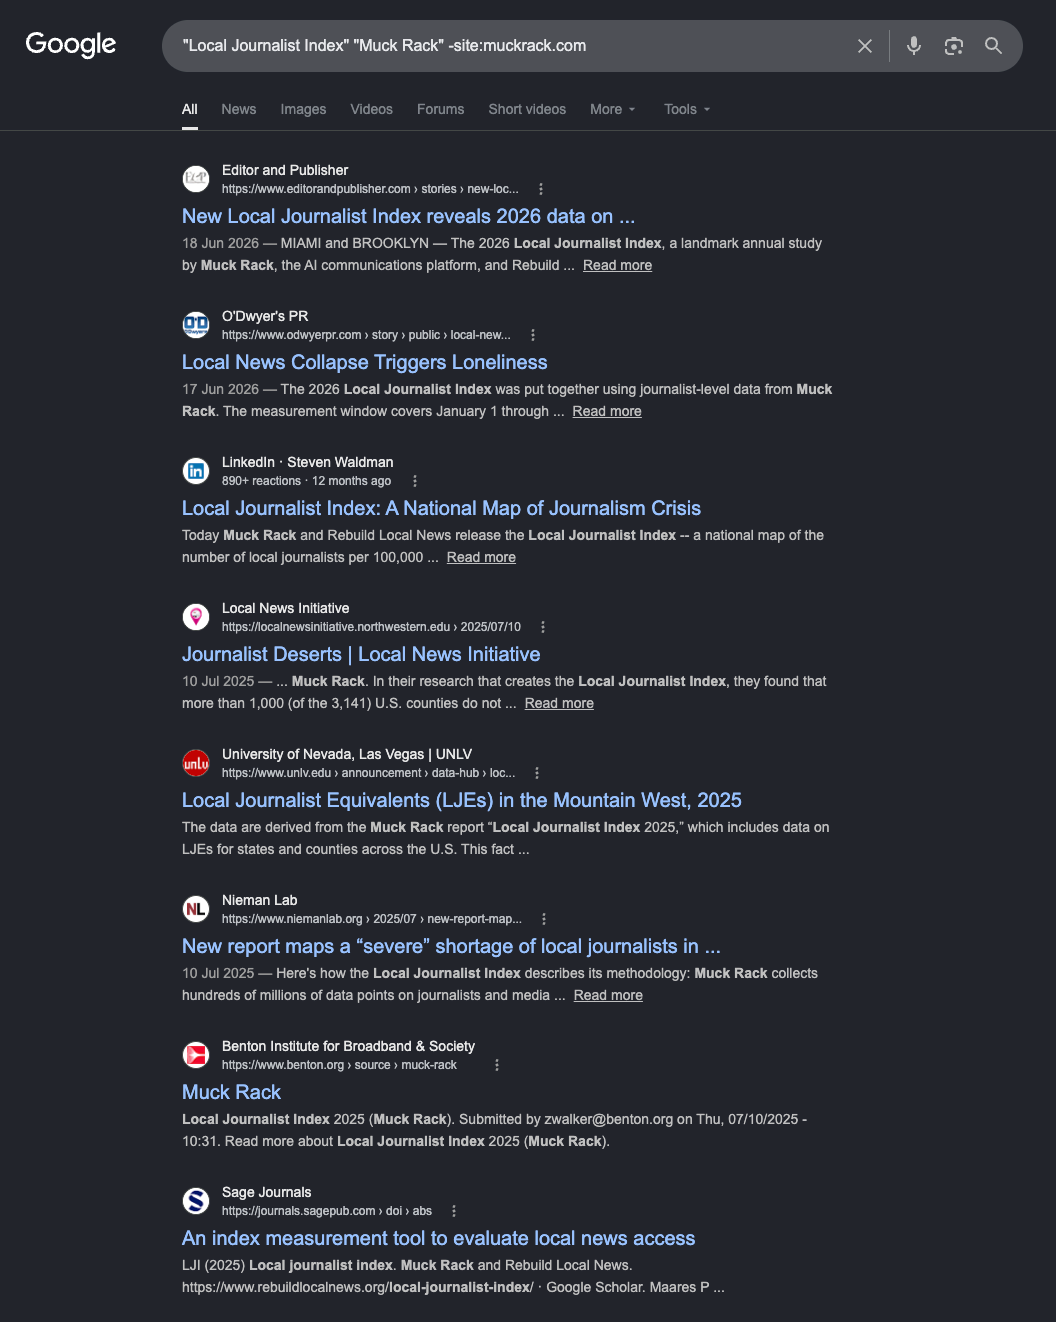 Google
"Local Journalist Index" "Muck Rack" -site:muckrack.com
All News Images Videos Forums Short videos More Tools
Editor and Publisher
https://www.editorandpublisher.com › stories › new-loc...
New Local Journalist Index reveals 2026 data on ...
18 Jun 2026 — MIAMI and BROOKLYN — The 2026 Local Journalist Index, a landmark annual study
by Muck Rack, the AI communications platform, and Rebuild ... Read more
O'Dwyer's PR
https://www.odwyerpr.com › story › public › local-new...
Local News Collapse Triggers Loneliness
17 Jun 2026 — The 2026 Local Journalist Index was put together using journalist-level data from Muck
Rack. The measurement window covers January 1 through ... Read more
in
LinkedIn · Steven Waldman
890+ reactions · 12 months ago
Local Journalist Index: A National Map of Journalism Crisis
Today Muck Rack and Rebuild Local News release the Local Journalist Index -- a national map of the
number of local journalists per 100,000 ... Read more
Local News Initiative
https://localnewsinitiative.northwestern.edu › 2025/07/10
Journalist Deserts | Local News Initiative
10 Jul 2025 — ... Muck Rack. In their research that creates the Local Journalist Index, they found that
more than 1,000 (of the 3,141) U.S. counties do not ... Read more
unlv
University of Nevada, Las Vegas | UNLV
https://www.unlv.edu › announcement › data-hub › loc...
Local Journalist Equivalents (LJEs) in the Mountain West, 2025
The data are derived from the Muck Rack report “Local Journalist Index 2025,” which includes data on
LJEs for states and counties across the U.S. This fact ...
NL
Nieman Lab
https://www.niemanlab.org › 2025/07 › new-report-map...
New report maps a “severe” shortage of local journalists in ...
10 Jul 2025 — Here's how the Local Journalist Index describes its methodology: Muck Rack collects
hundreds of millions of data points on journalists and media ... Read more
Benton Institute for Broadband & Society
https://www.benton.org › source › muck-rack
Muck Rack
Local Journalist Index 2025 (Muck Rack). Submitted by zwalker@benton.org on Thu, 07/10/2025 -
10:31. Read more about Local Journalist Index 2025 (Muck Rack).
S
Sage Journals
https://journals.sagepub.com › doi › abs
An index measurement tool to evaluate local news access
LJI (2025) Local journalist index. Muck Rack and Rebuild Local News.
https://www.rebuildlocalnews.org/local-journalist-index/ · Google Scholar. Maares P ...